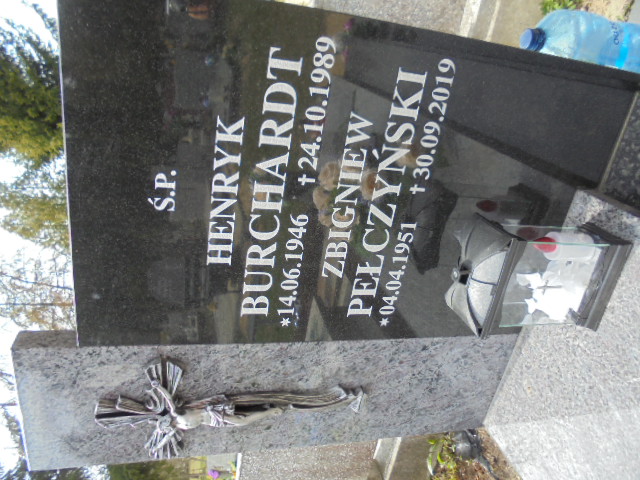 Ś.P.
HENRYK
BURCHARDT
*14.06.1946 †24.10.1989
ZBIGNIEW
PEŁCZYŃSKI
*04.04.1951 †30.09.2019